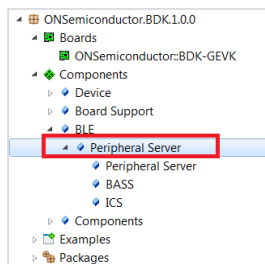 ONSemiconductor.BDK.1.0.0
Boards
ONSemiconductor::BDK-GEVK
Components
Device
Board Support
BLE
Peripheral Server
Peripheral Server
BASS
ICS
Components
Examples
Packages